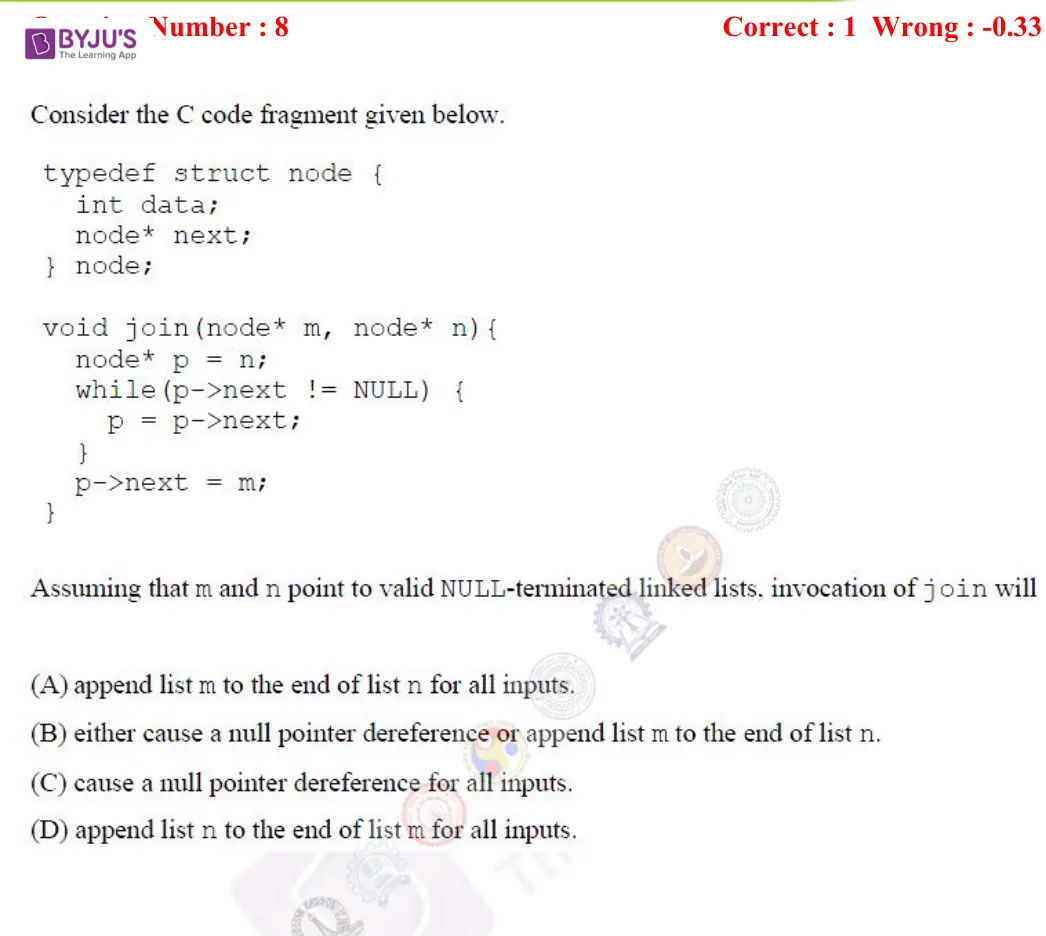 Number : 8 Correct : 1 Wrong : -0.33
BYJU'S
The Learning App
Consider the C code fragment given below.
typedef struct node {
int data;
node* next;
} node;
void join(node* m, node* n){
node* p = n;
while(p->next != NULL) {
p = p->next;
}
p->next = m;
}
Assuming that m and n point to valid NULL-terminated linked lists, invocation of join will
(A) append list m to the end of list n for all inputs.
(B) either cause a null pointer dereference or append list m to the end of list n.
(C) cause a null pointer dereference for all inputs.
(D) append list n to the end of list m for all inputs.